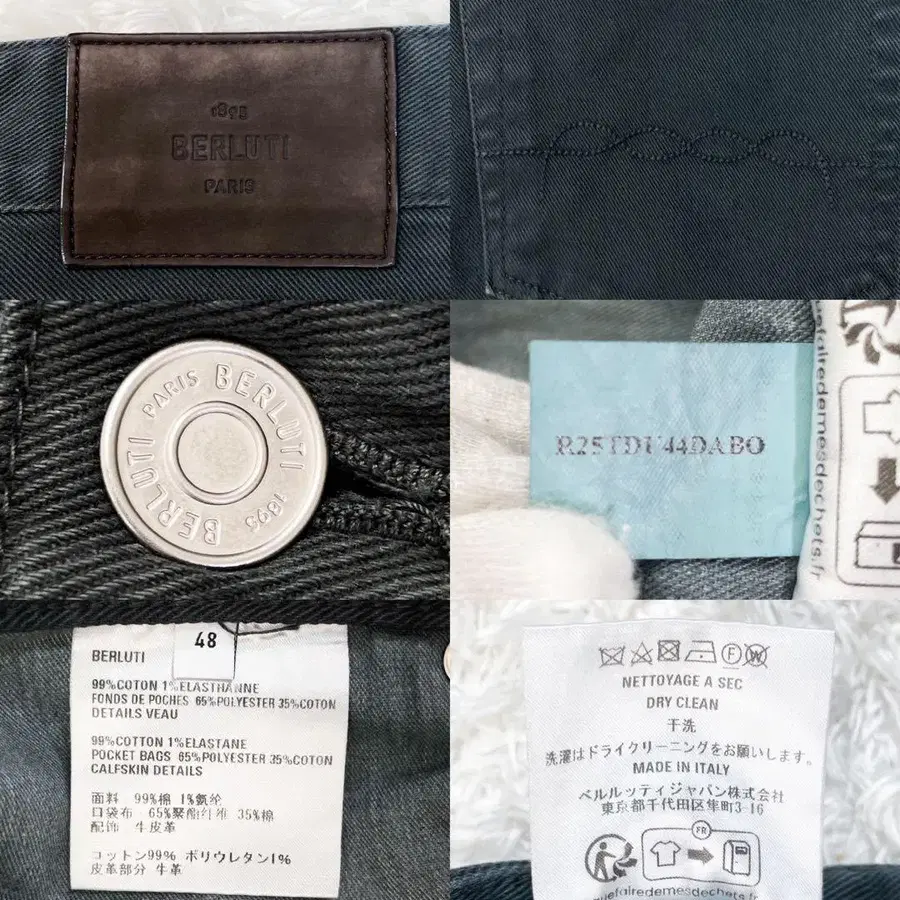 1895
BERLUTI
PARIS
BERLUTI PARIS BERLUTI 1895
R25TDU44DABO
quefairedemesdechets.fr
48
BERLUTI
99%COTON 1%ELASTHANNE
FONDS DE POCHES 65%POLYESTER 35%COTON
DETAILS VEAU
99%COTTON 1%ELASTANE
POCKET BAGS 65%POLYESTER 35%COTTON
CALFSKIN DETAILS
面料 99%棉 1%氨纶
口袋布 65%聚酯纤维 35%棉
配饰 牛皮革
コットン99% ポリウレタン1%
皮革部分 牛革
F W
NETTOYAGE A SEC
DRY CLEAN
干洗
洗濯はドライクリーニングをお願いします。
MADE IN ITALY
ベルルッティジャパン株式会社
東京都千代田区隼町3-16
FR
quefairedemesdechets.fr